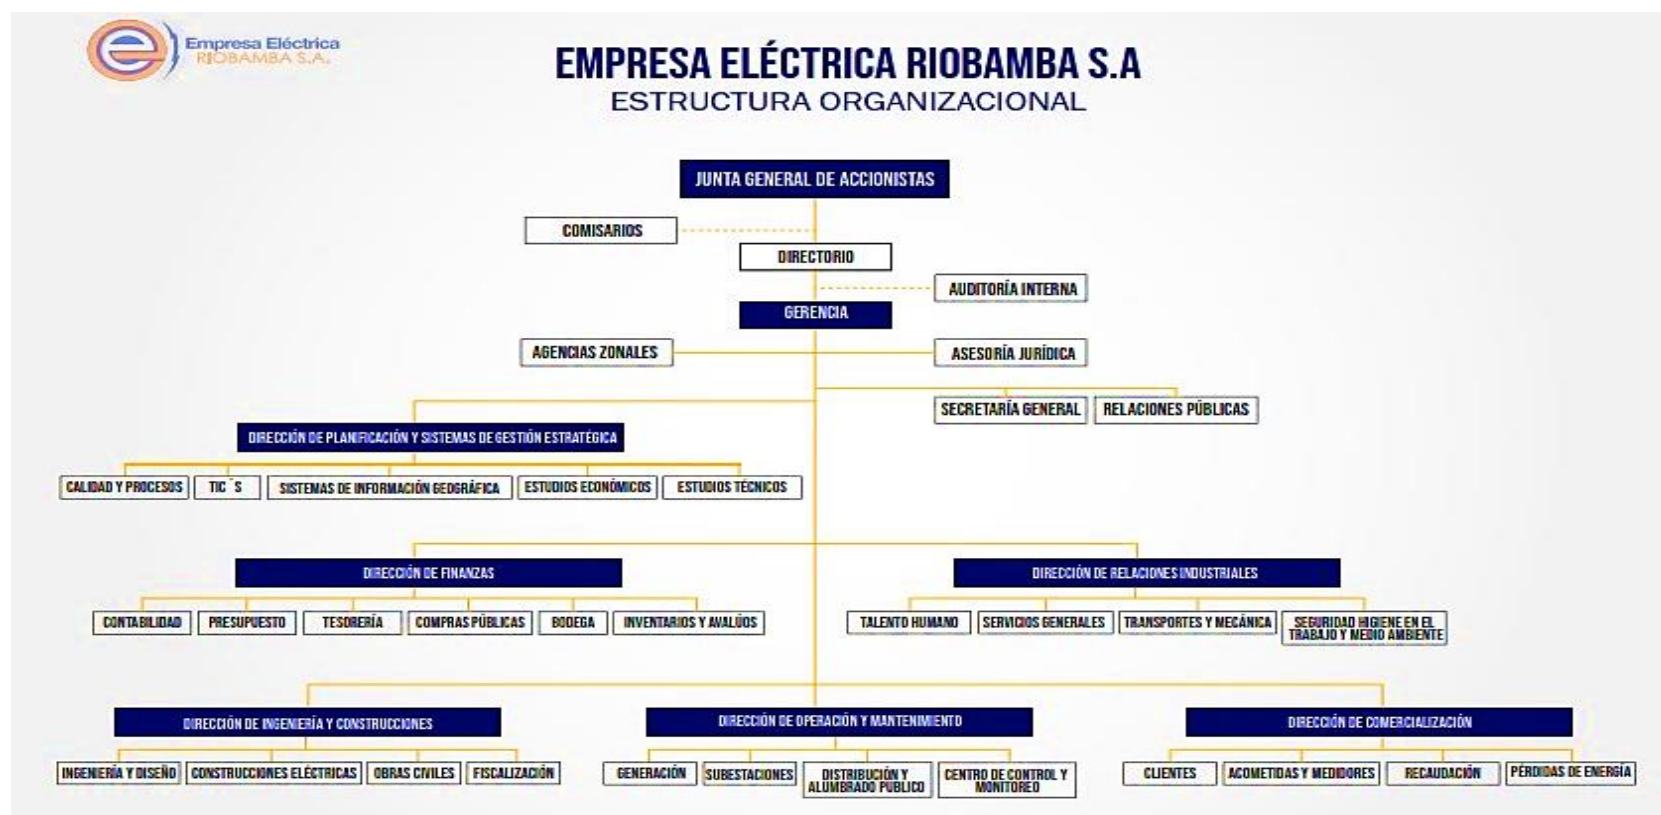 Empresa Eléctrica
RIOBAMBA S.A.
EMPRESA ELÉCTRICA RIOBAMBA S.A
ESTRUCTURA ORGANIZACIONAL
JUNTA GENERAL DE ACCIONISTAS
COMISARIOS
DIRECTORIO
AUDITORÍA INTERNA
GERENCIA
AGENCIAS ZONALES
ASESORÍA JURÍDICA
SECRETARÍA GENERAL
RELACIONES PÚBLICAS
DIRECCIÓN DE PLANIFICACIÓN Y SISTEMAS DE GESTIÓN ESTRATÉGICA
CALIDAD Y PROCESOS
TIC´S
SISTEMAS DE INFORMACIÓN GEOGRÁFICA
ESTUDIOS ECONÓMICOS
ESTUDIOS TÉCNICOS
DIRECCIÓN DE FINANZAS
DIRECCIÓN DE RELACIONES INDUSTRIALES
CONTABILIDAD
PRESUPUESTO
TESORERÍA
COMPRAS PÚBLICAS
BODEGA
INVENTARIOS Y AVALÚOS
TALENTO HUMANO
SERVICIOS GENERALES
TRANSPORTES Y MECÁNICA
SEGURIDAD HIGIENE EN EL
TRABAJO Y MEDIO AMBIENTE
DIRECCIÓN DE INGENIERÍA Y CONSTRUCCIONES
DIRECCIÓN DE OPERACIÓN Y MANTENIMIENTO
DIRECCIÓN DE COMERCIALIZACIÓN
INGENIERÍA Y DISEÑO
CONSTRUCCIONES ELÉCTRICAS
OBRAS CIVILES
FISCALIZACIÓN
GENERACIÓN
SUBESTACIONES
DISTRIBUCIÓN Y
ALUMBRADO PÚBLICO
CENTRO DE CONTROL Y
MONITOREO
CLIENTES
ACOMETIDAS Y MEDIDORES
RECAUDACIÓN
PÉRDIDAS DE ENERGÍA